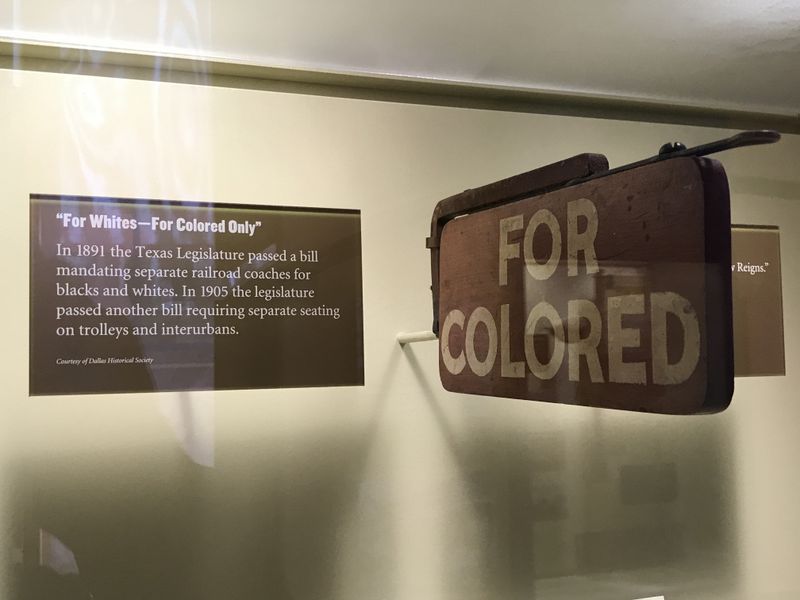 “For Whites—For Colored Only”
In 1891 the Texas Legislature passed a bill
mandating separate railroad coaches for
blacks and whites. In 1905 the legislature
passed another bill requiring separate seating
on trolleys and interurbans.
Courtesy of Dallas Historical Society
FOR
COLORED
Reigns.”